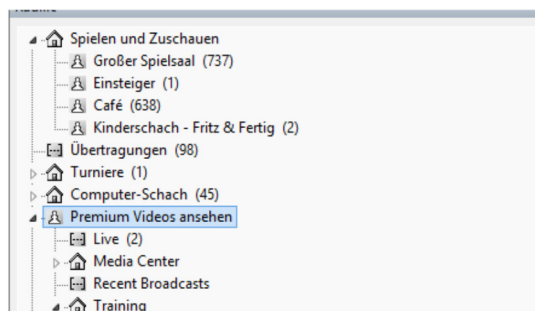 Spielen und Zuschauen
Großer Spielsaal (737)
Einsteiger (1)
Café (638)
Kinderschach - Fritz & Fertig (2)
Übertragungen (98)
Turniere (1)
Computer-Schach (45)
Premium Videos ansehen
Live (2)
Media Center
Recent Broadcasts
Training